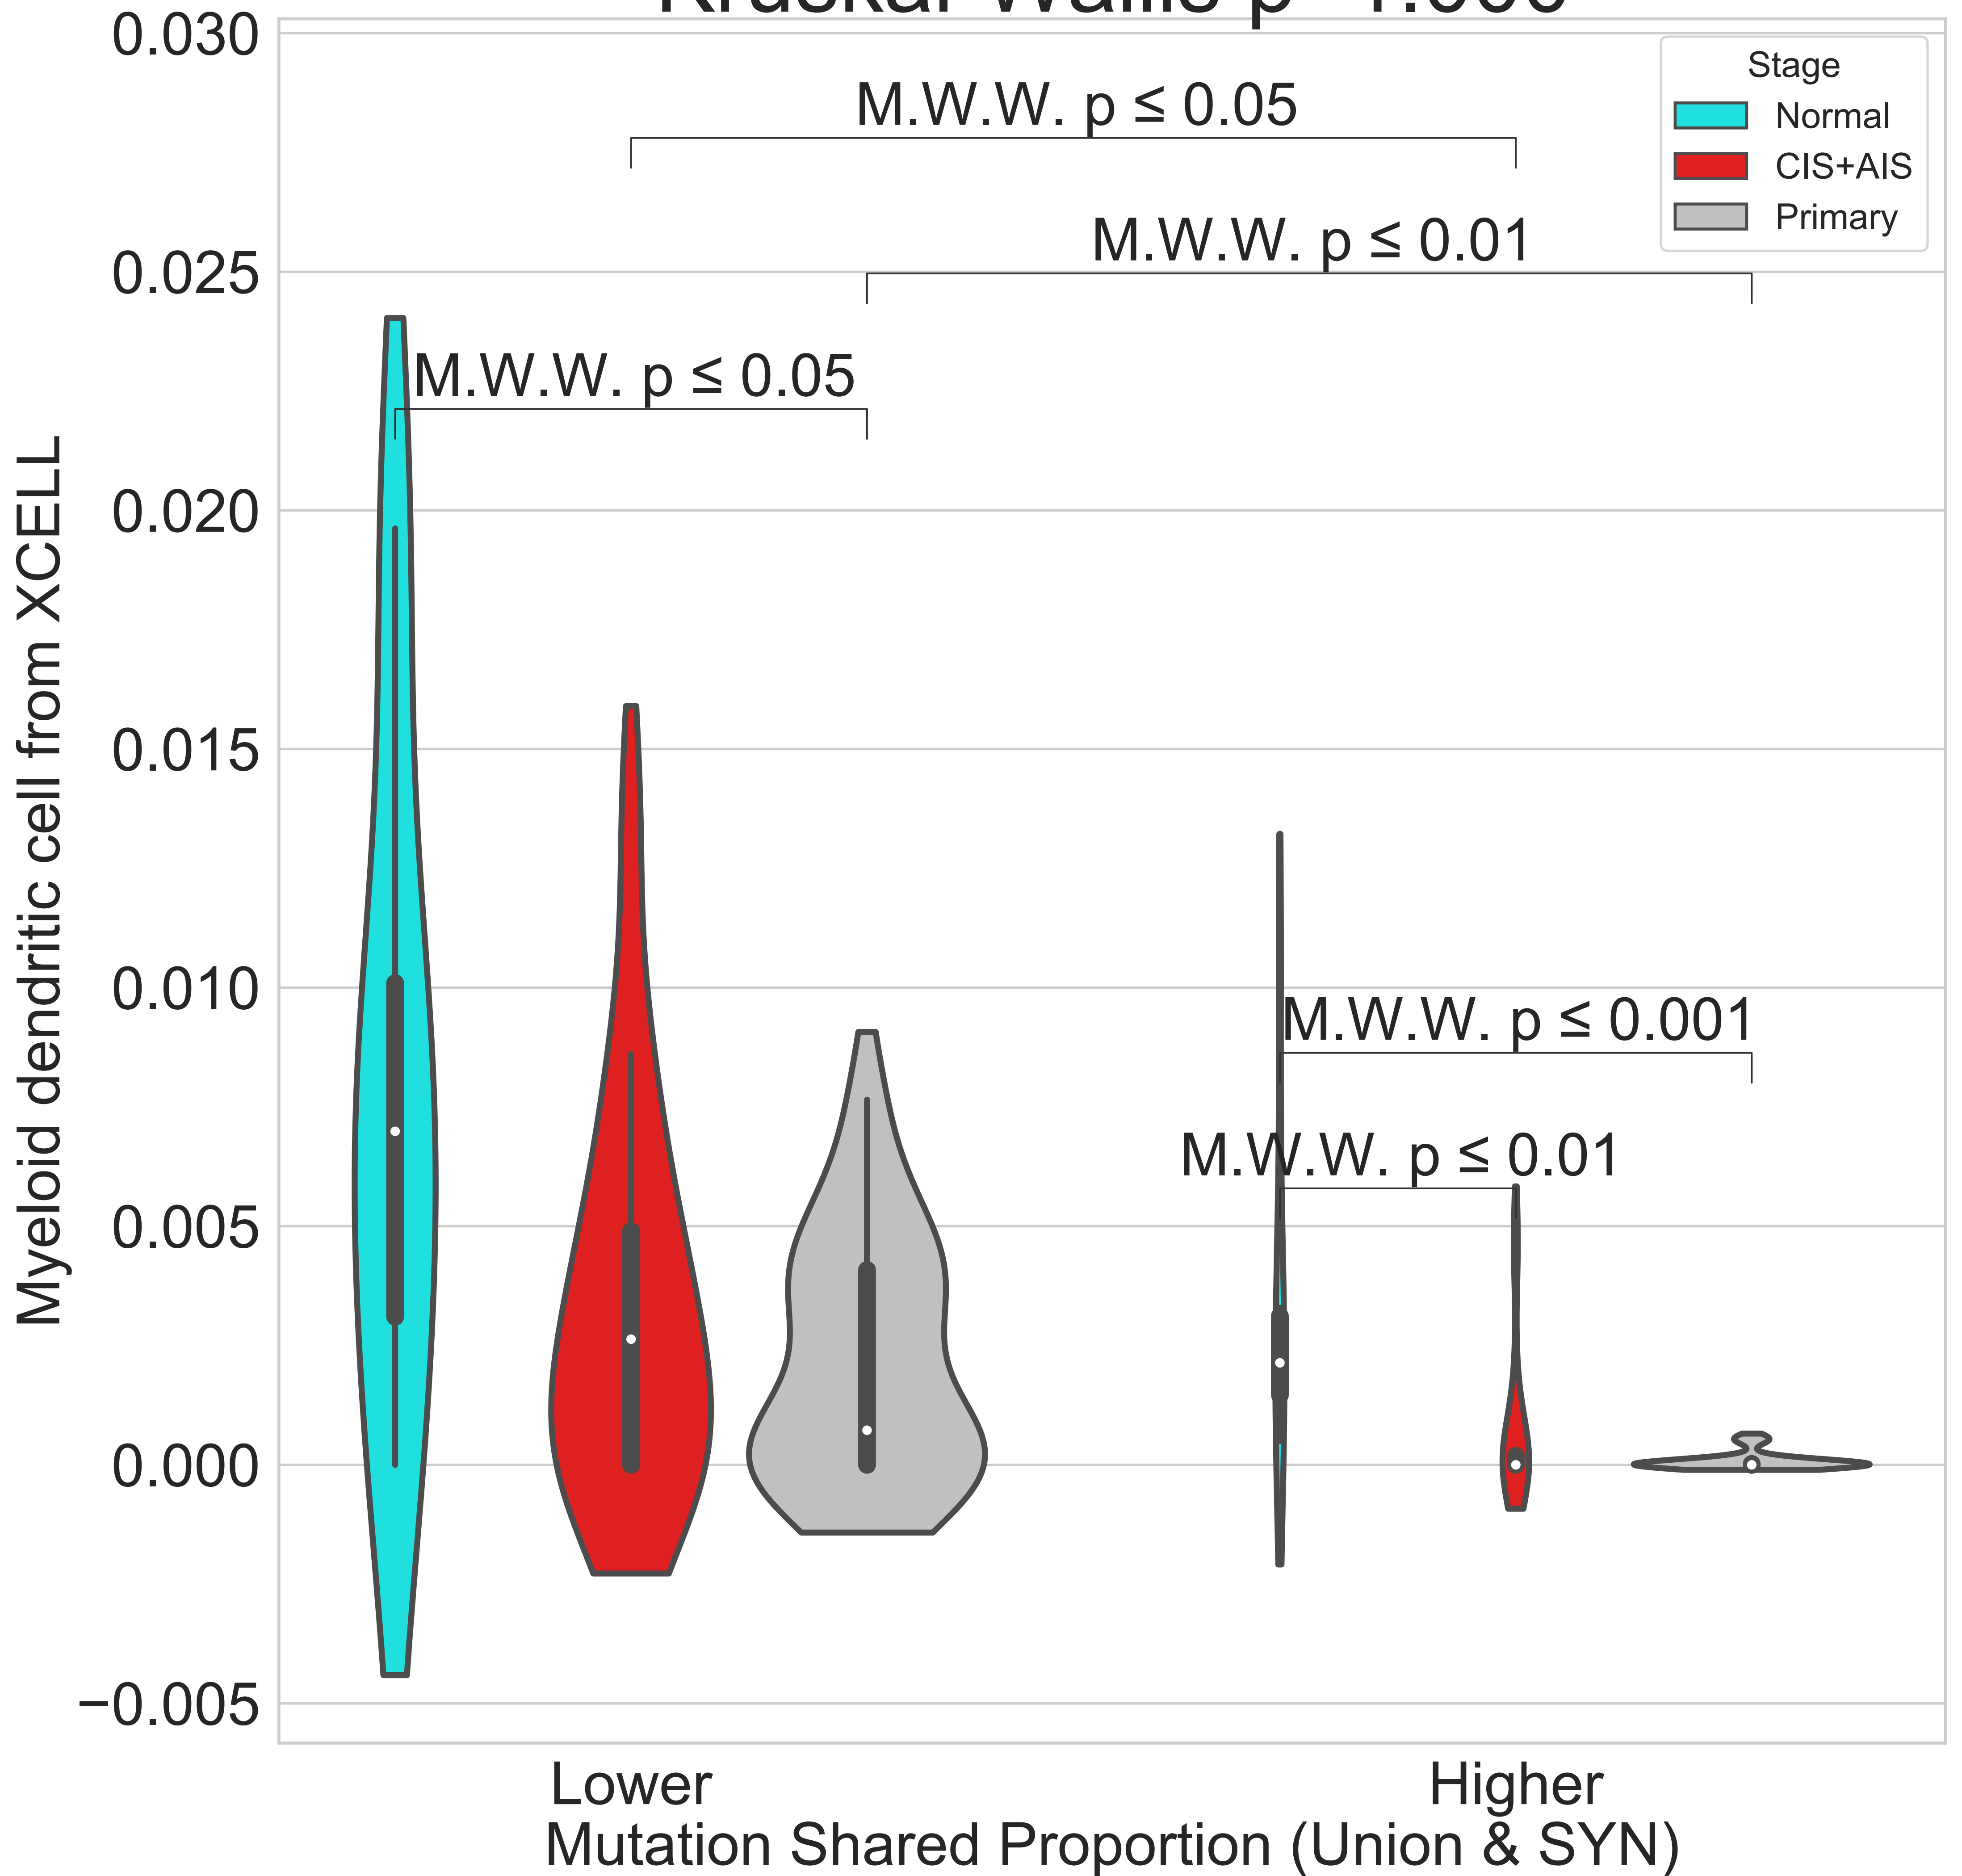 0.030
0.025
0.020
0.015
0.010
0.005
0.000
−0.005
Myeloid dendritic cell from XCELL
Stage
Normal
CIS+AIS
Primary
M.W.W. p ≤ 0.05
M.W.W. p ≤ 0.01
M.W.W. p ≤ 0.05
M.W.W. p ≤ 0.001
M.W.W. p ≤ 0.01
Lower
Higher
Mutation Shared Proportion (Union & SYN)